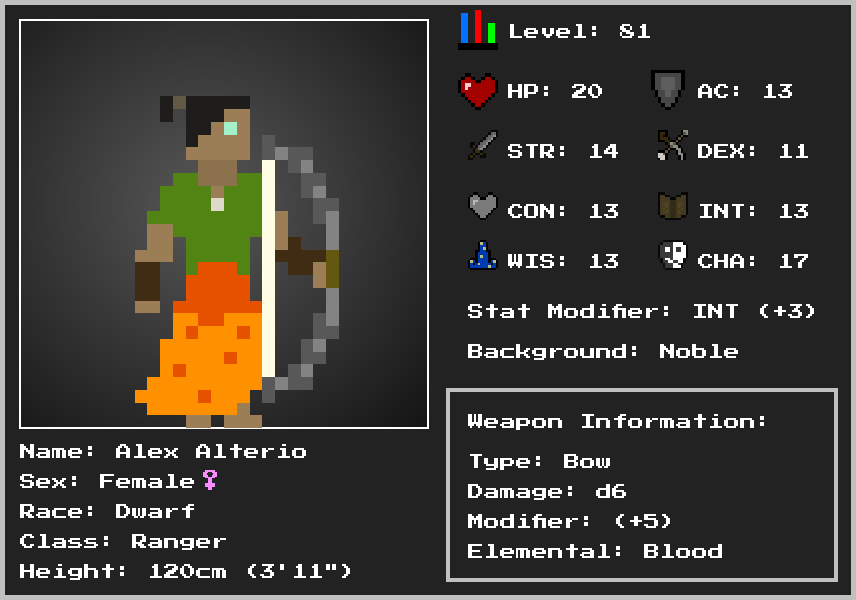 Level: 81
HP: 20
AC: 13
STR: 14
DEX: 11
CON: 13
INT: 13
WIS: 13
CHA: 17
Stat Modifier: INT (+3)
Background: Noble
Weapon Information:
Type: Bow
Damage: d6
Modifier: (+5)
Elemental: Blood
Name: Alex Alterio
Sex: Female♀
Race: Dwarf
Class: Ranger
Height: 120cm (3'11")